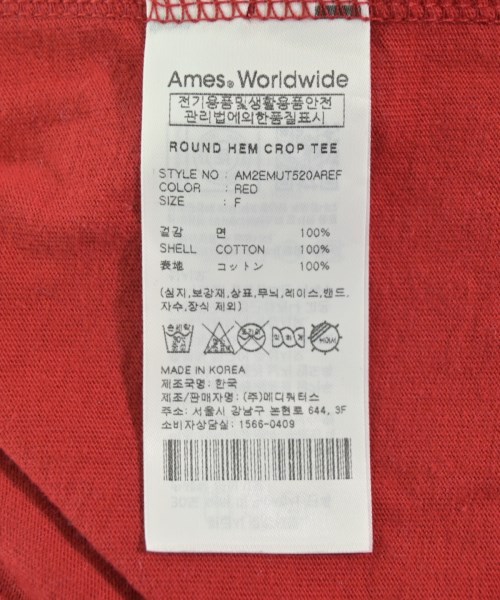 Ames® Worldwide
전기용품및생활용품안전
관리법에의한품질표시
ROUND HEM CROP TEE
STYLE NO : AM2EMUT520AREF
COLOR : RED
SIZE : F
겉감 면 100%
SHELL COTTON 100%
表地 コットン 100%
(심지,보강재,상표,무늬,레이스,밴드,
자수,장식 제외)
MADE IN KOREA
제조국명: 한국
제조/판매자명: (주)메디쿼터스
주소: 서울시 강남구 논현로 644, 3F
소비자상담실: 1566-0409